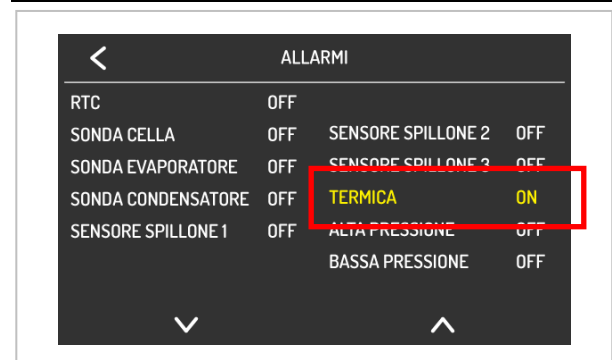 ALLARMI
RTC OFF
SONDA CELLA OFF
SONDA EVAPORATORE OFF
SONDA CONDENSATORE OFF
SENSORE SPILLONE 1 OFF
SENSORE SPILLONE 2 OFF
SENSORE SPILLONE 3 OFF
TERMICA ON
ALTA PRESSIONE OFF
BASSA PRESSIONE OFF